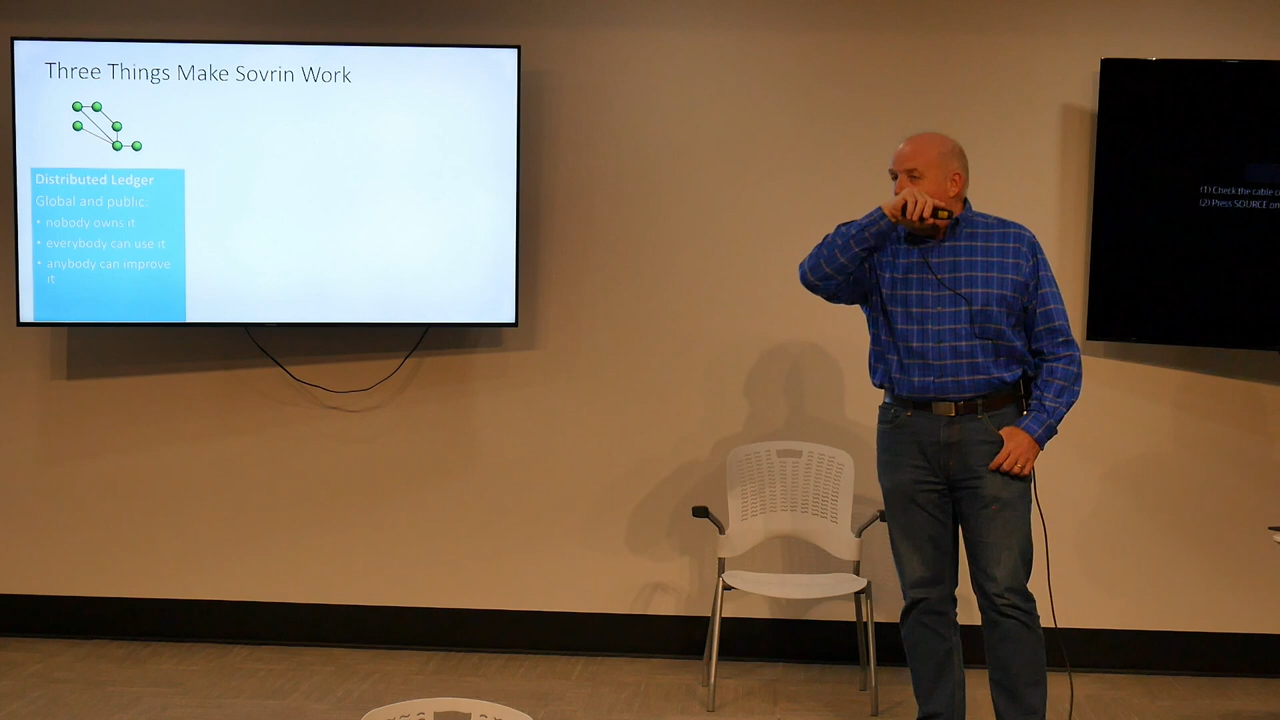 Three Things Make Sovrin Work
Distributed Ledger
Global and public:
• nobody owns it
• everybody can use it
• anybody can improve
it
(1) Check the cable
(2) Press SOURCE on